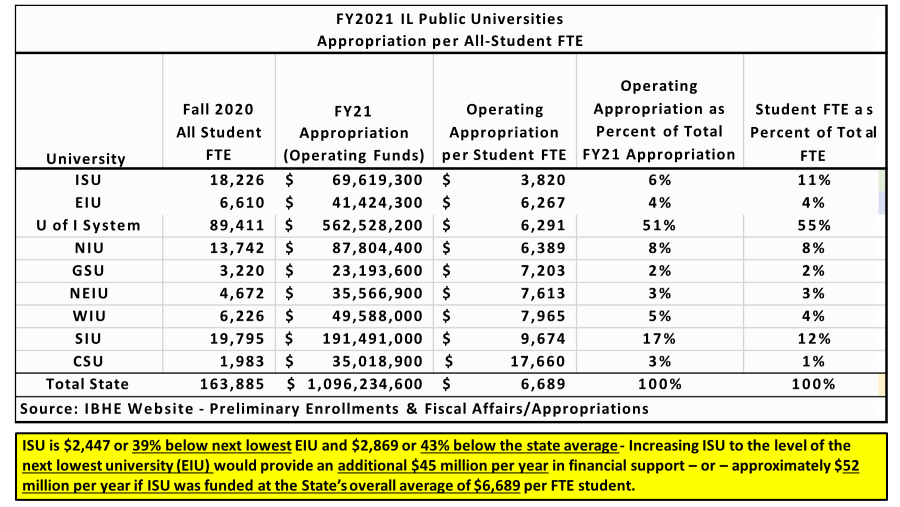 FY2021 IL Public Universities
Appropriation per All-Student FTE
University | Fall 2020 All Student FTE | FY21 Appropriation (Operating Funds) | Operating Appropriation per Student FTE | Operating Appropriation as Percent of Total FY21 Appropriation | Student FTE as Percent of Total FTE
ISU 18,226 $ 69,619,300 $ 3,820 6% 11%
EIU 6,610 $ 41,424,300 $ 6,267 4% 4%
U of I System 89,411 $ 562,528,200 $ 6,291 51% 55%
NIU 13,742 $ 87,804,400 $ 6,389 8% 8%
GSU 3,220 $ 23,193,600 $ 7,203 2% 2%
NEIU 4,672 $ 35,566,900 $ 7,613 3% 3%
WIU 6,226 $ 49,588,000 $ 7,965 5% 4%
SIU 19,795 $ 191,491,000 $ 9,674 17% 12%
CSU 1,983 $ 35,018,900 $ 17,660 3% 1%
Total State 163,885 $ 1,096,234,600 $ 6,689 100% 100%
Source: IBHE Website - Preliminary Enrollments & Fiscal Affairs/Appropriations
ISU is $2,447 or 39% below next lowest EIU and $2,869 or 43% below the state average - Increasing ISU to the level of the
next lowest university (EIU) would provide an additional $45 million per year in financial support – or – approximately $52
million per year if ISU was funded at the State's overall average of $6,689 per FTE student.